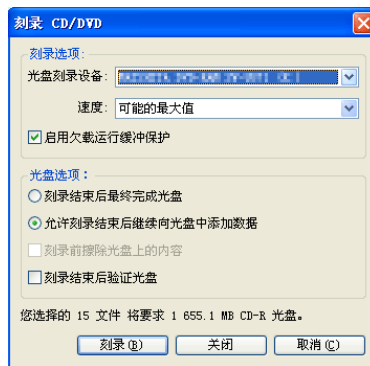 刻录 CD/DVD
刻录选项:
光盘刻录设备:
速度: 可能的最大值
启用欠载运行缓冲保护
光盘选项:
刻录结束后最终完成光盘
允许刻录结束后继续向光盘中添加数据
刻录前擦除光盘上的内容
刻录结束后验证光盘
您选择的 15 文件 将要求 1 655.1 MB CD-R 光盘。
刻录(B) 关闭 取消(C)